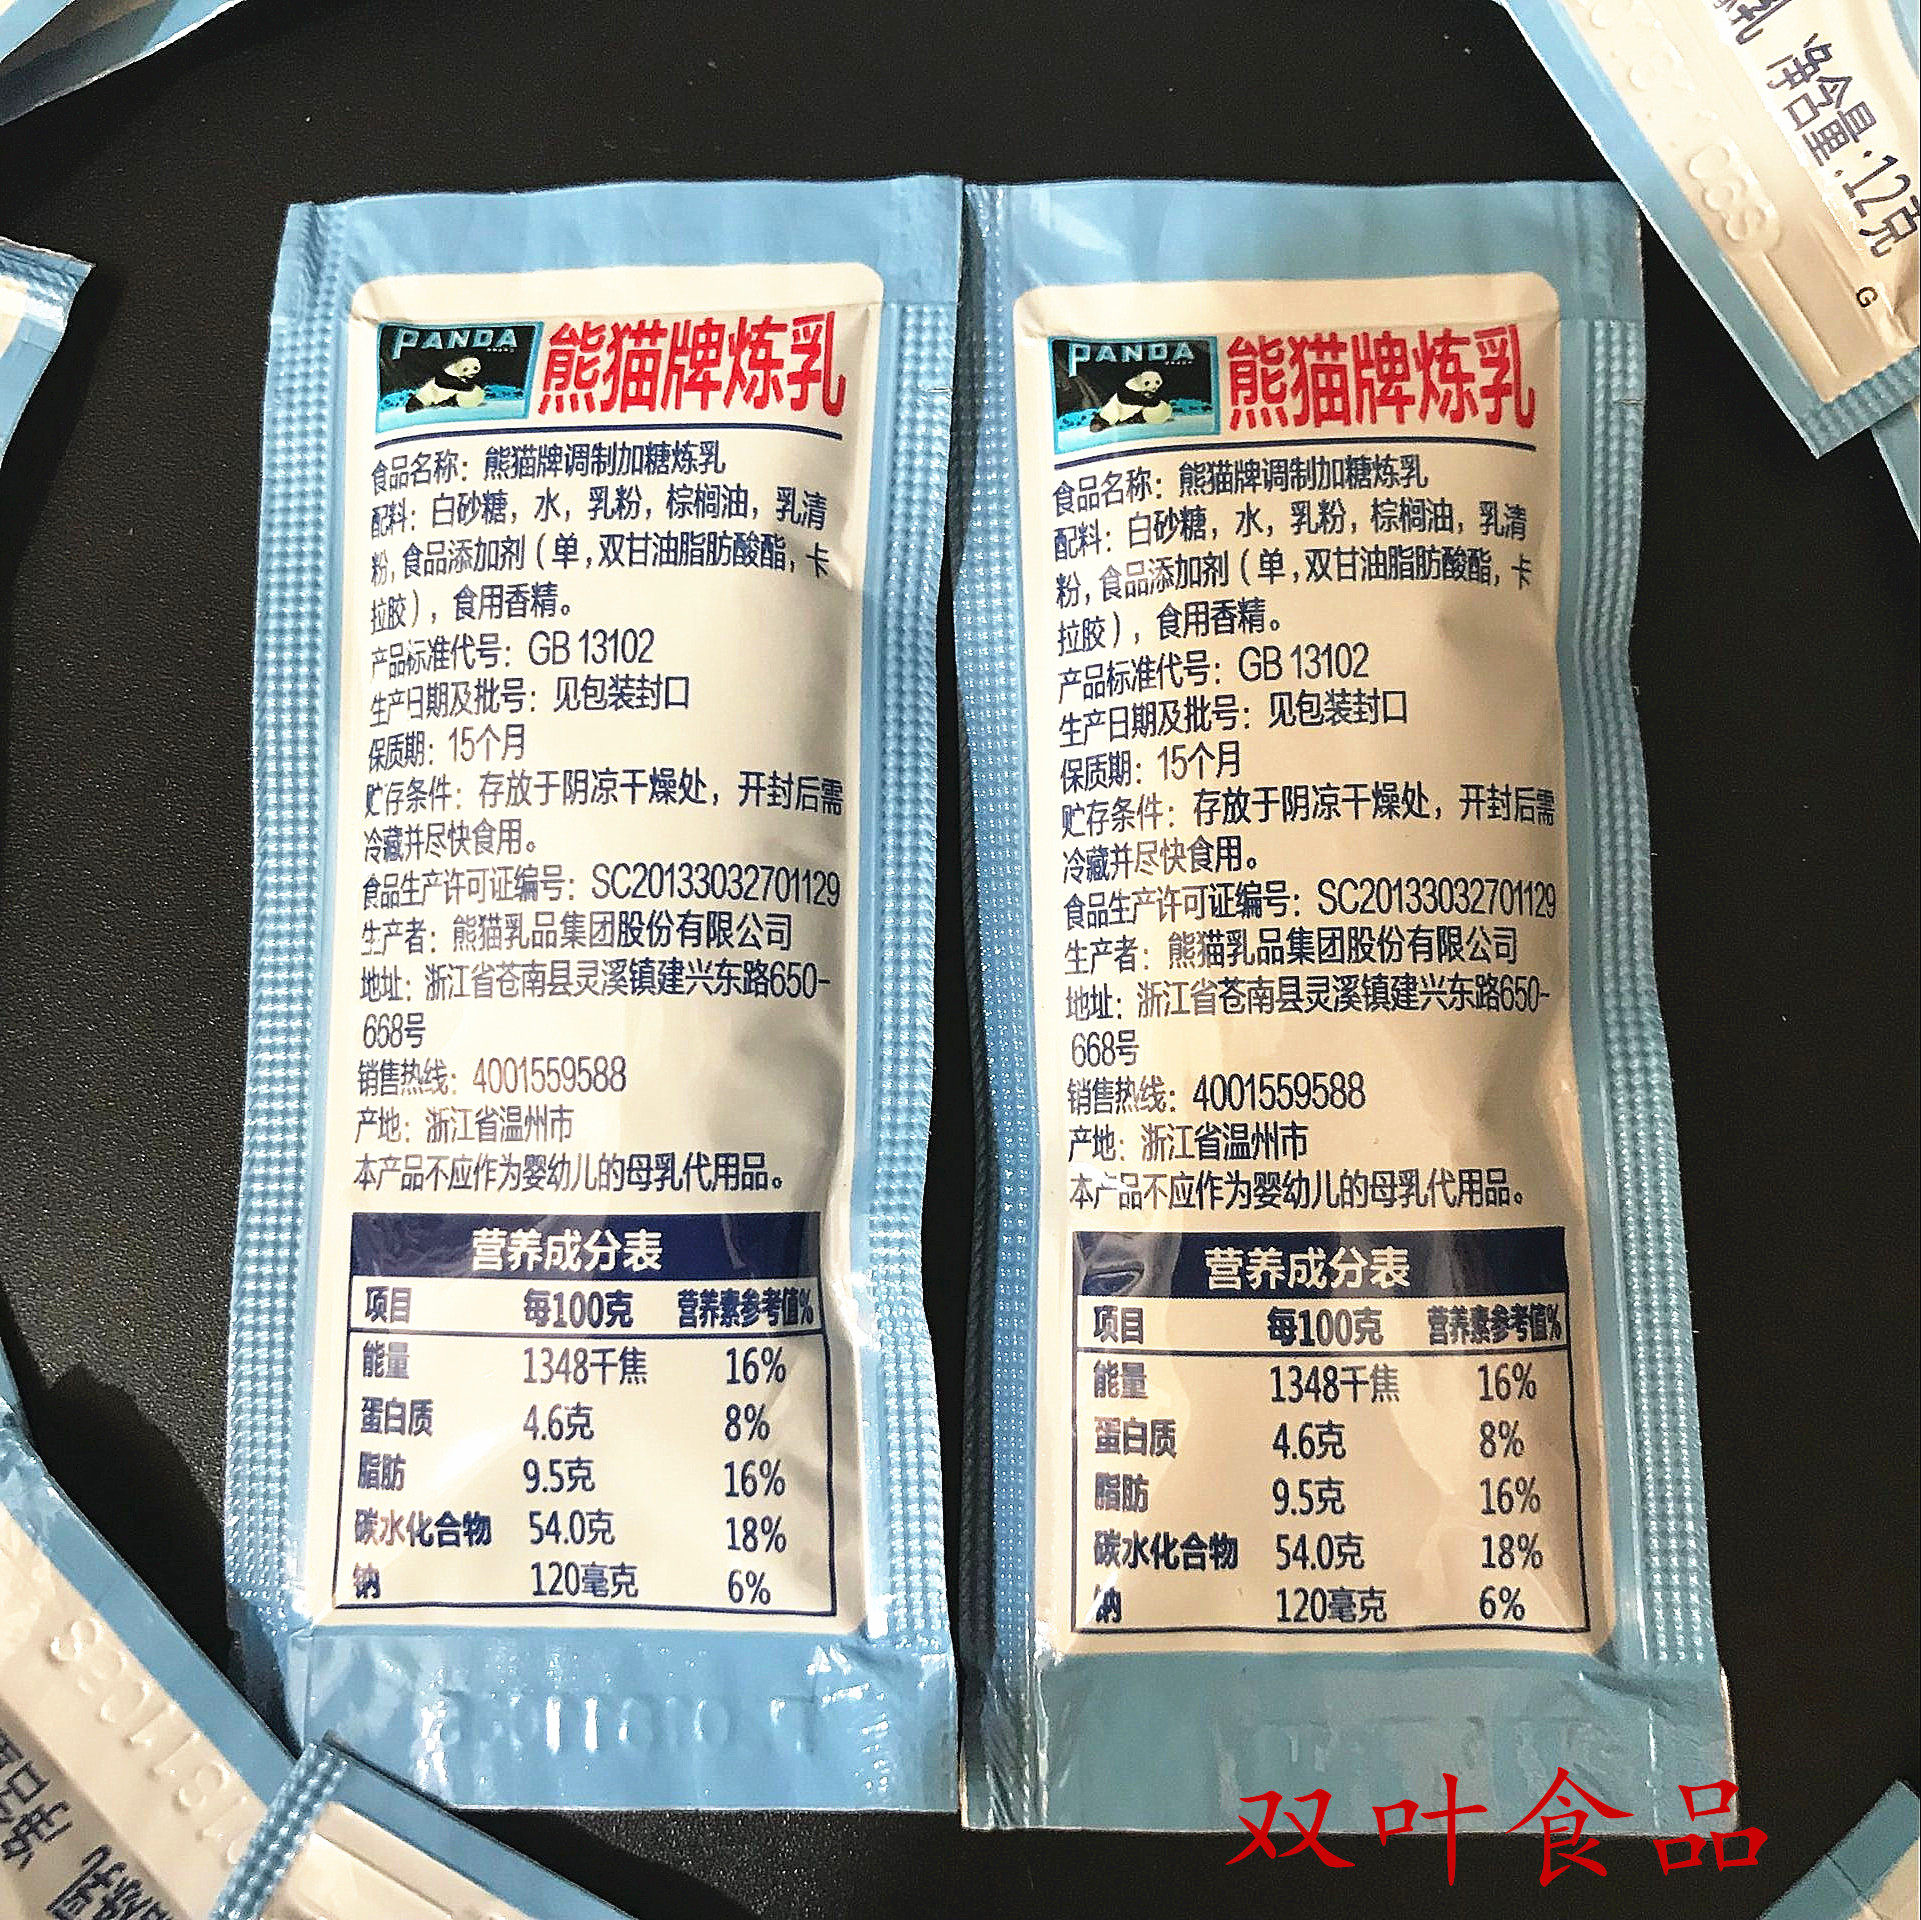 PANDA
熊猫牌炼乳
食品名称：熊猫牌调制加糖炼乳
配料：白砂糖，水，乳粉，棕榈油，乳清
粉，食品添加剂（单，双甘油脂肪酸酯，卡
拉胶），食用香精。
产品标准代号：GB 13102
生产日期及批号：见包装封口
保质期：15个月
贮存条件：存放于阴凉干燥处，开封后需
冷藏并尽快食用。
食品生产许可证编号：SC20133032701129
生产者：熊猫乳品集团股份有限公司
地址：浙江省苍南县灵溪镇建兴东路650-
668号
销售热线：4001559588
产地：浙江省温州市
本产品不应作为婴幼儿的母乳代用品。
营养成分表
项目 每100克 营养素参考值%
能量 1348千焦 16%
蛋白质 4.6克 8%
脂肪 9.5克 16%
碳水化合物 54.0克 18%
钠 120毫克 6%
PANDA
熊猫牌炼乳
食品名称：熊猫牌调制加糖炼乳
配料：白砂糖，水，乳粉，棕榈油，乳清
粉，食品添加剂（单，双甘油脂肪酸酯，卡
拉胶），食用香精。
产品标准代号：GB 13102
生产日期及批号：见包装封口
保质期：15个月
贮存条件：存放于阴凉干燥处，开封后需
冷藏并尽快食用。
食品生产许可证编号：SC20133032701129
生产者：熊猫乳品集团股份有限公司
地址：浙江省苍南县灵溪镇建兴东路650-
668号
销售热线：4001559588
产地：浙江省温州市
本产品不应作为婴幼儿的母乳代用品。
营养成分表
项目 每100克 营养素参考值%
能量 1348千焦 16%
蛋白质 4.6克 8%
脂肪 9.5克 16%
碳水化合物 54.0克 18%
钠 120毫克 6%
乳 净含量:12克
G
双叶食品